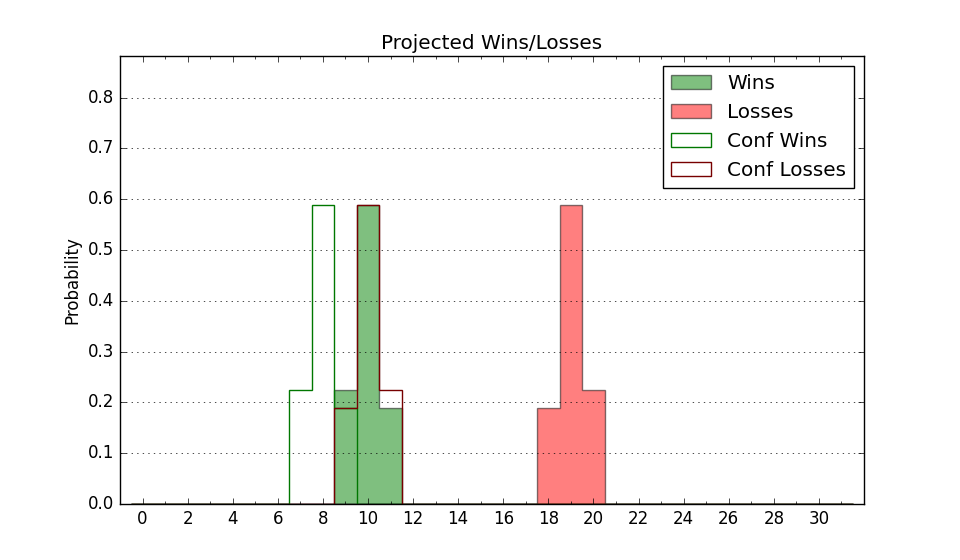 Projected Wins/Losses
Wins
Losses
Conf Wins
Conf Losses
Probability
0.8
0.7
0.6
0.5
0.4
0.3
0.2
0.1
0.0
0 2 4 6 8 10 12 14 16 18 20 22 24 26 28 30